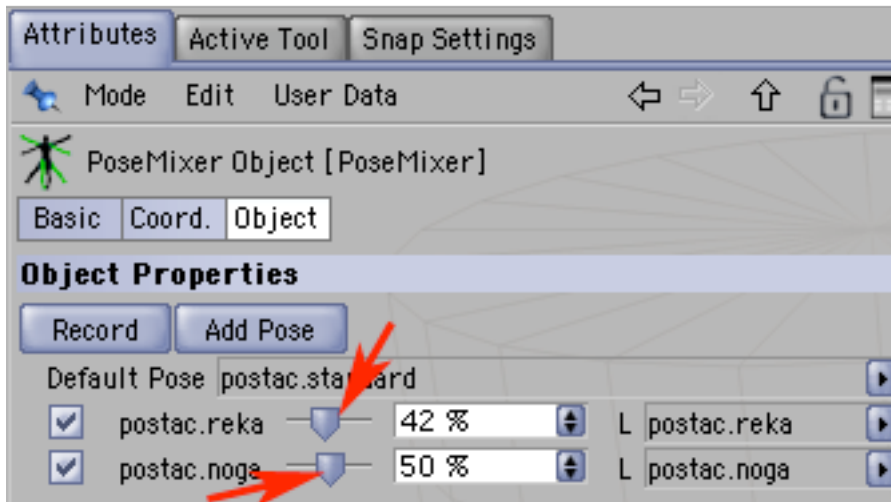 Attributes Active Tool Snap Settings
Mode Edit User Data
PoseMixer Object [PoseMixer]
Basic Coord. Object
Object Properties
Record Add Pose
Default Pose postac.standard
postac.reka 42 % L postac.reka
postac.noga 50 % L postac.noga